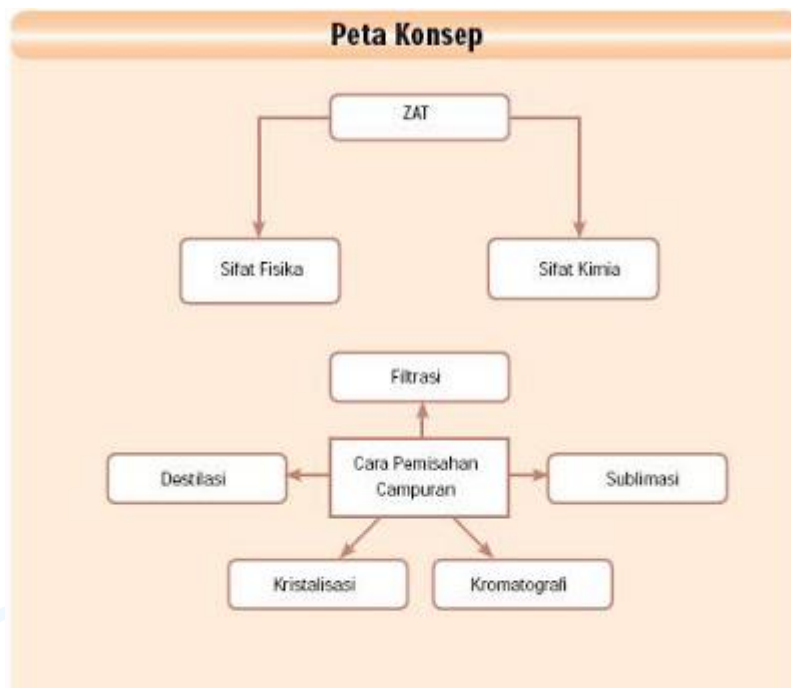 Peta Konsep
ZAT
Sifat Fisika
Sifat Kimia
Filtrasi
Destilasi
Cara Pemisahan
Campuran
Sublimasi
Kristalisasi
Kromatografi